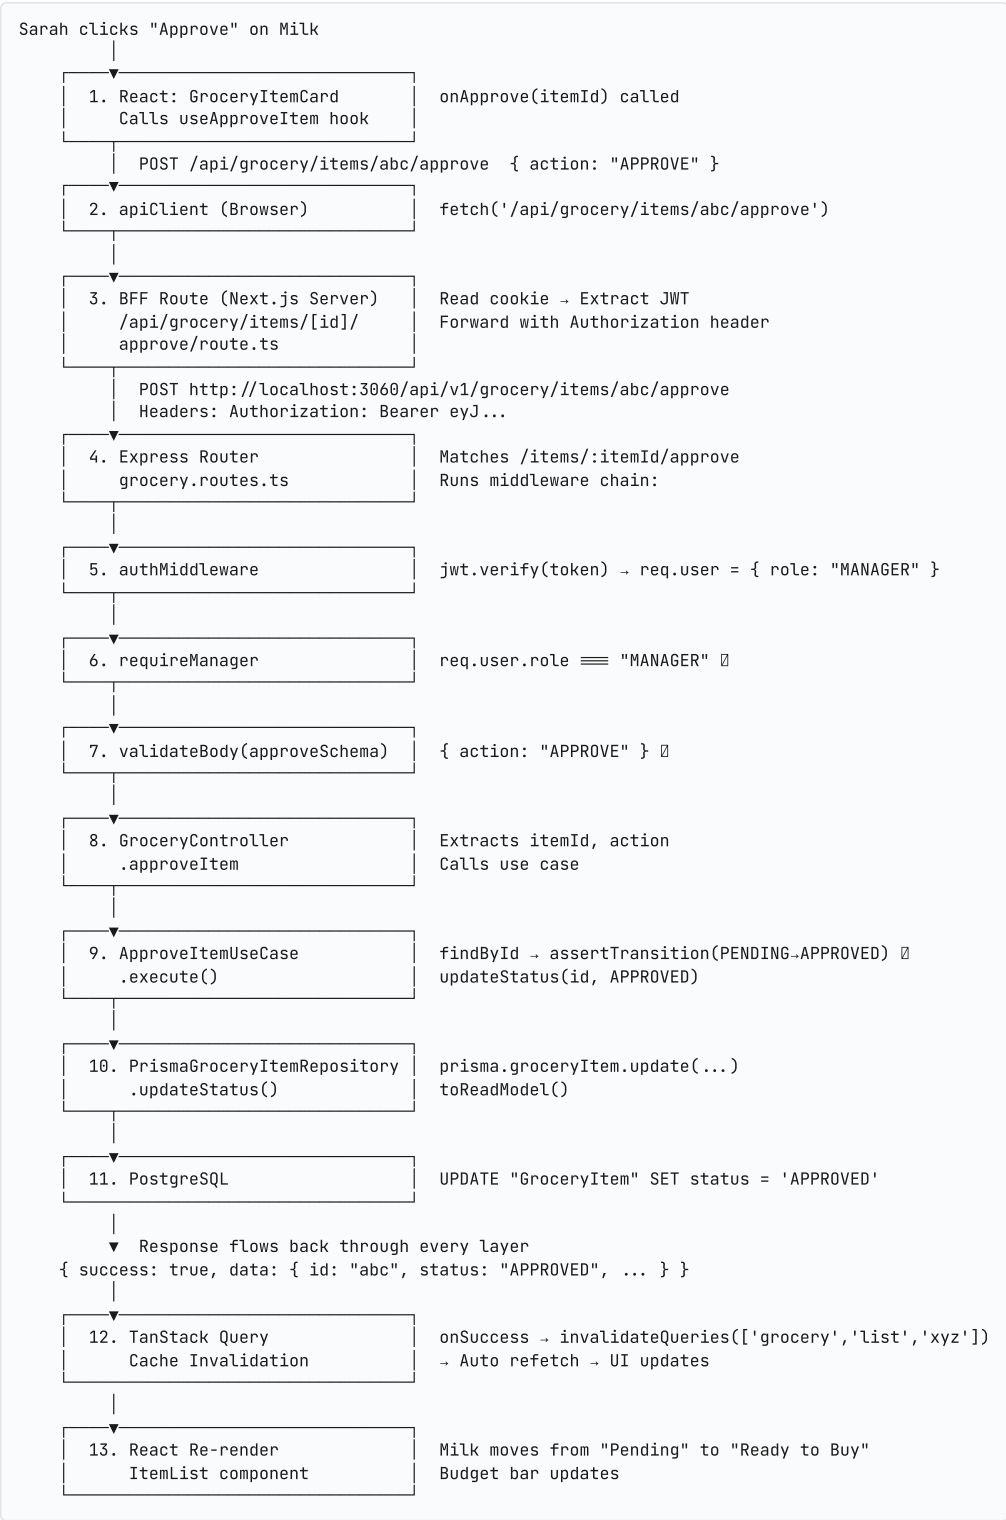 Sarah clicks "Approve" on Milk
1. React: GroceryItemCard onApprove(itemId) called
Calls useApproveItem hook
POST /api/grocery/items/abc/approve { action: "APPROVE" }
2. apiClient (Browser) fetch('/api/grocery/items/abc/approve')
3. BFF Route (Next.js Server) Read cookie → Extract JWT
/api/grocery/items/[id]/ Forward with Authorization header
approve/route.ts
POST http://localhost:3060/api/v1/grocery/items/abc/approve
Headers: Authorization: Bearer eyJ...
4. Express Router Matches /items/:itemId/approve
grocery.routes.ts Runs middleware chain:
5. authMiddleware jwt.verify(token) → req.user = { role: "MANAGER" }
6. requireManager req.user.role === "MANAGER"
7. validateBody(approveSchema) { action: "APPROVE" }
8. GroceryController Extracts itemId, action
.approveItem Calls use case
9. ApproveItemUseCase findById → assertTransition(PENDING→APPROVED)
.execute() updateStatus(id, APPROVED)
10. PrismaGroceryItemRepository prisma.groceryItem.update(...)
.updateStatus() toReadModel()
11. PostgreSQL UPDATE "GroceryItem" SET status = 'APPROVED'
Response flows back through every layer
{ success: true, data: { id: "abc", status: "APPROVED", ... } }
12. TanStack Query onSuccess → invalidateQueries(['grocery','list','xyz'])
Cache Invalidation → Auto refetch → UI updates
13. React Re-render Milk moves from "Pending" to "Ready to Buy"
ItemList component Budget bar updates